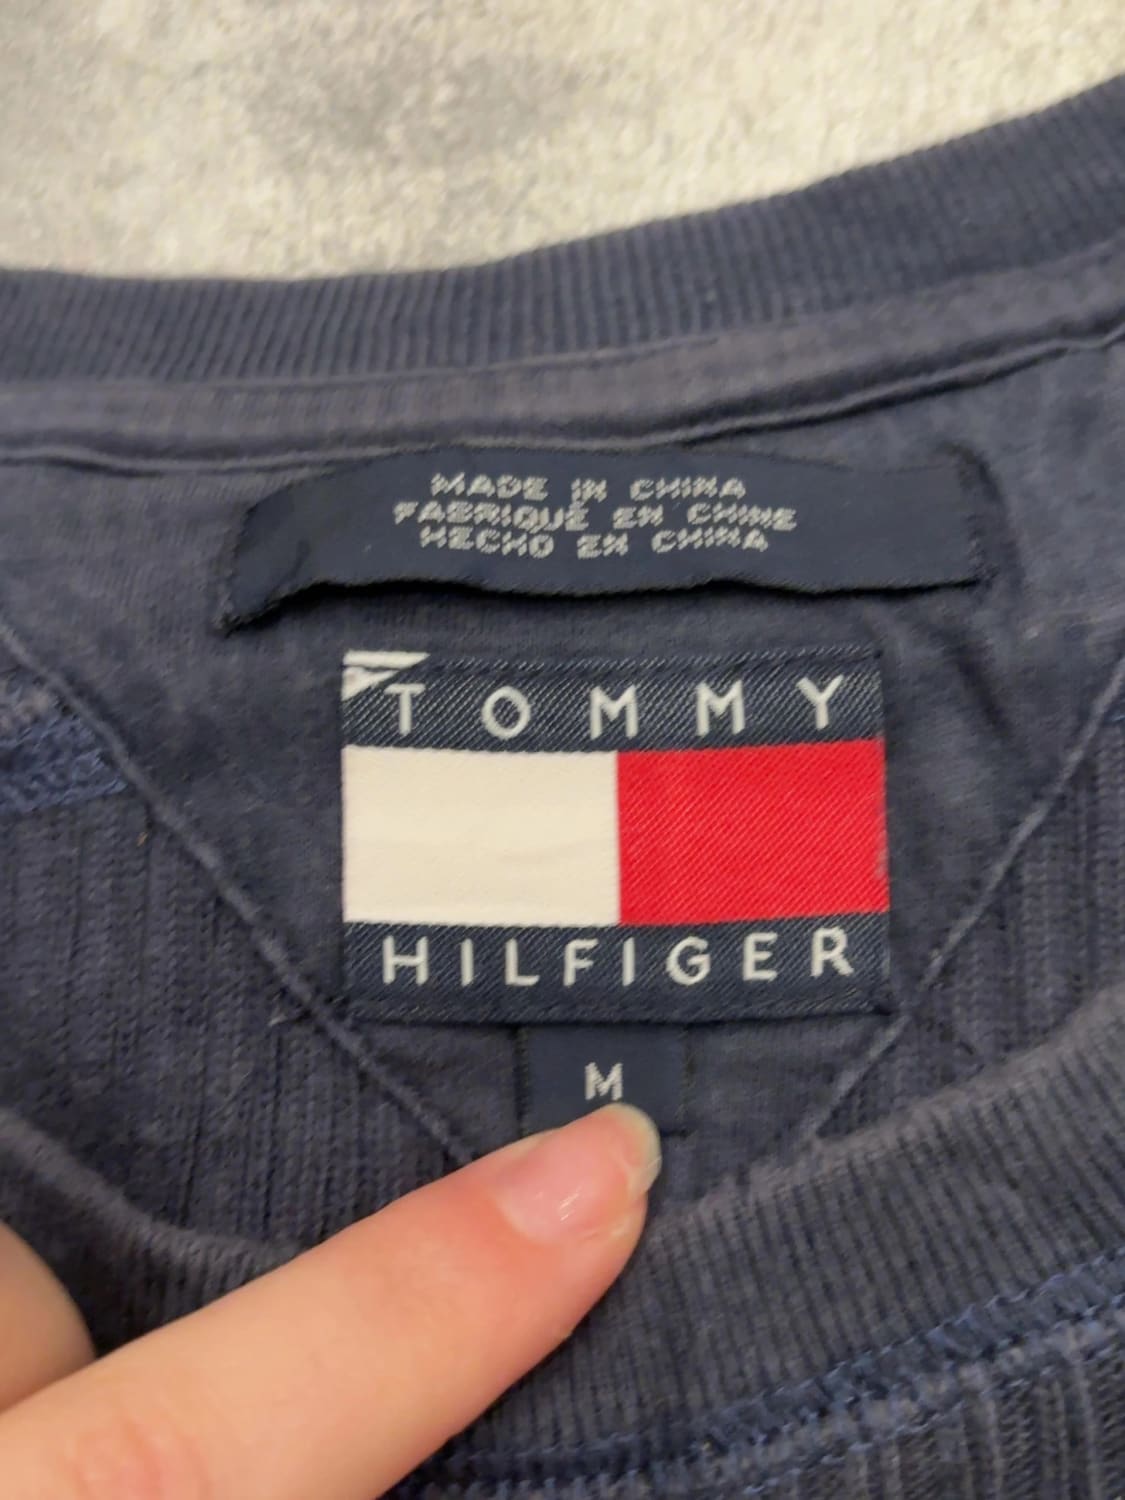 MADE IN CHINA
FABRIQUÉ EN CHINE
HECHO EN CHINA
TOMMY
HILFIGER
M